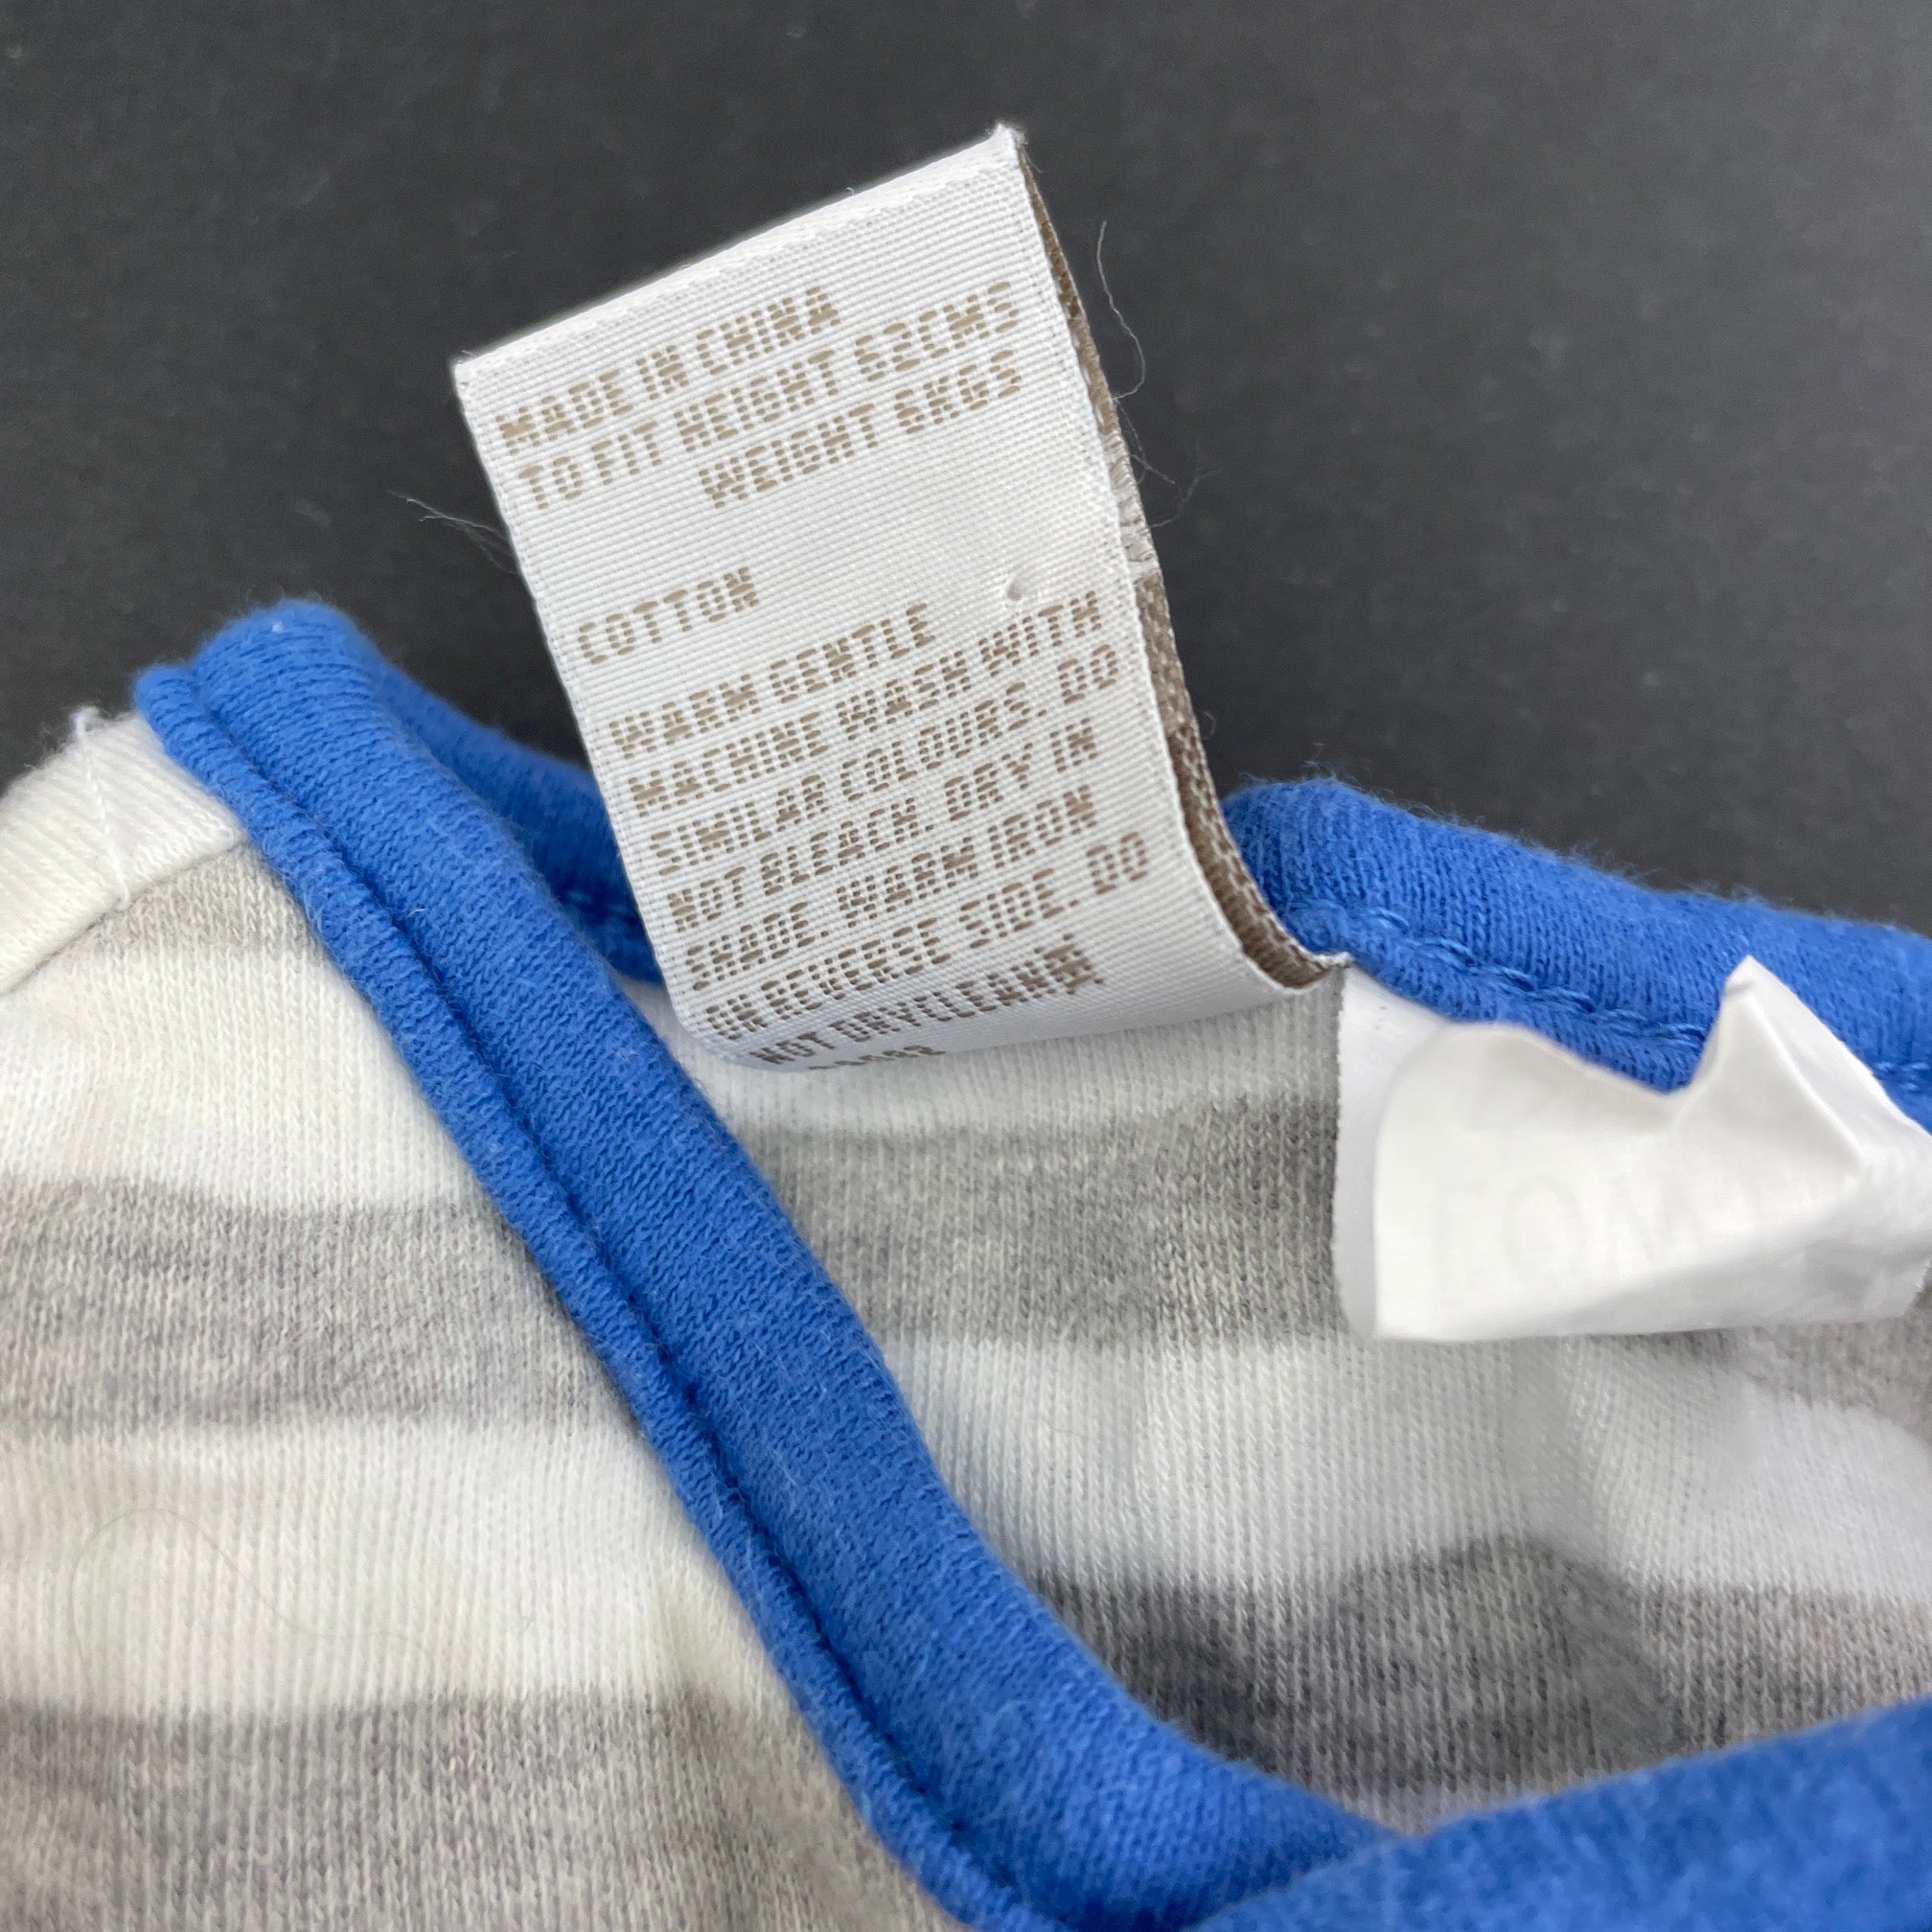 MADE IN CHINA
TO FIT HEIGHT 62CMS
WEIGHT 6KGS
COTTON
WARM GENTLE
MACHINE WASH WITH
SIMILAR COLOURS. DO
NOT BLEACH. DRY IN
SHADE. WARM IRON
ON REVERSE SIDE. DO
NOT DRYCLEAN